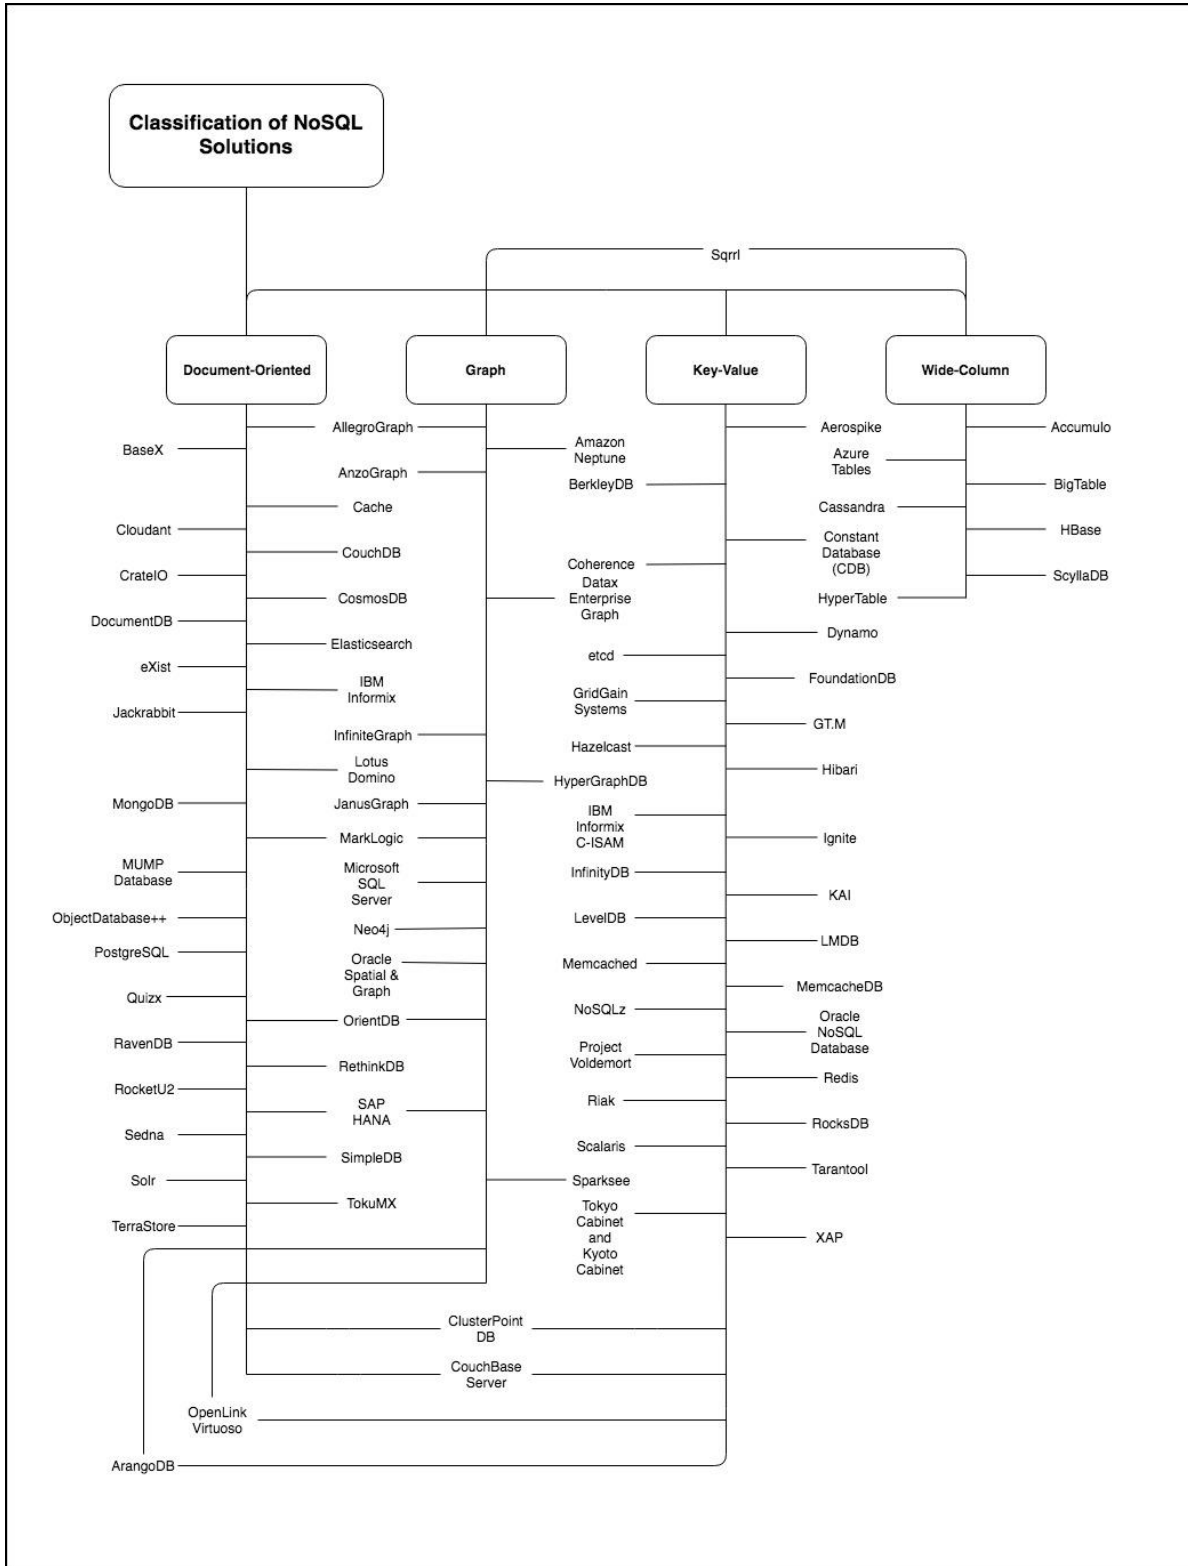 Classification of NoSQL
Solutions
Sqrrl
Document-Oriented
Graph
Key-Value
Wide-Column
AllegroGraph
Aerospike
Accumulo
BaseX
Amazon
Neptune
Azure
Tables
AnzoGraph
BerkleyDB
BigTable
Cache
Cassandra
Cloudant
HBase
CouchDB
Constant
Database
(CDB)
Coherence
CrateIO
ScyllaDB
CosmosDB
Datax
Enterprise
Graph
HyperTable
DocumentDB
Dynamo
Elasticsearch
etcd
eXist
FoundationDB
IBM
Informix
GridGain
Systems
Jackrabbit
GT.M
InfiniteGraph
Hazelcast
Lotus
Domino
Hibari
HyperGraphDB
MongoDB
JanusGraph
IBM
Informix
C-ISAM
MarkLogic
Ignite
MUMP
Database
Microsoft
SQL
Server
InfinityDB
KAI
ObjectDatabase++
LevelDB
Neo4j
LMDB
PostgreSQL
Oracle
Spatial &
Graph
Memcached
MemcacheDB
Quizx
NoSQLz
OrientDB
Oracle
NoSQL
Database
RavenDB
Project
Voldemort
RethinkDB
Redis
RocketU2
Riak
SAP
HANA
RocksDB
Sedna
Scalaris
SimpleDB
Tarantool
Solr
Sparksee
TokuMX
Tokyo
Cabinet
and
Kyoto
Cabinet
TerraStore
XAP
ClusterPoint
DB
CouchBase
Server
OpenLink
Virtuoso
ArangoDB